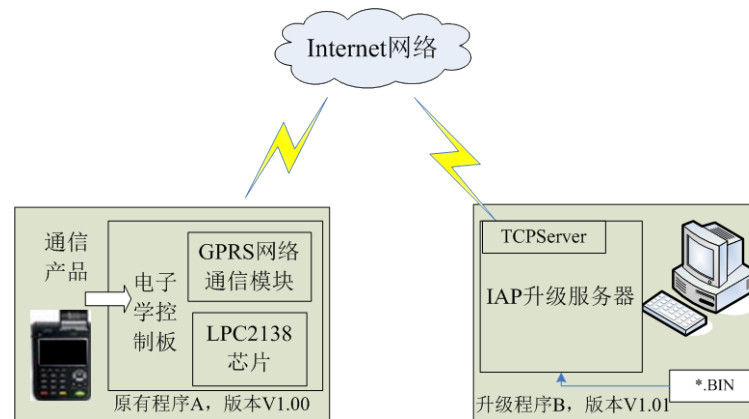 Internet网络
通信
产品
电子
学控
制板
GPRS网络
通信模块
LPC2138
芯片
原有程序A，版本V1.00
TCPServer
IAP升级服务器
*.BIN
升级程序B，版本V1.01